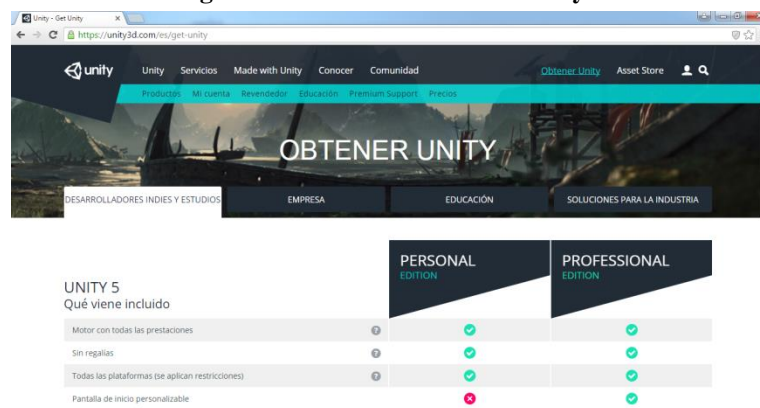 Unity - Get Unity
https://unity3d.com/es/get-unity
unity Unity Servicios Made with Unity Conocer Comunidad Obtener Unity Asset Store
Productos Mi cuenta Revendedor Educación Premium Support Precios
OBTENER UNITY
DESARROLLADORES INDIES Y ESTUDIOS EMPRESA EDUCACIÓN SOLUCIONES PARA LA INDUSTRIA
PERSONAL PROFESSIONAL
EDITION EDITION
UNITY 5
Qué viene incluido
Motor con todas las prestaciones ?
Sin regalías ?
Todas las plataformas (se aplican restricciones) ?
Pantalla de inicio personalizable